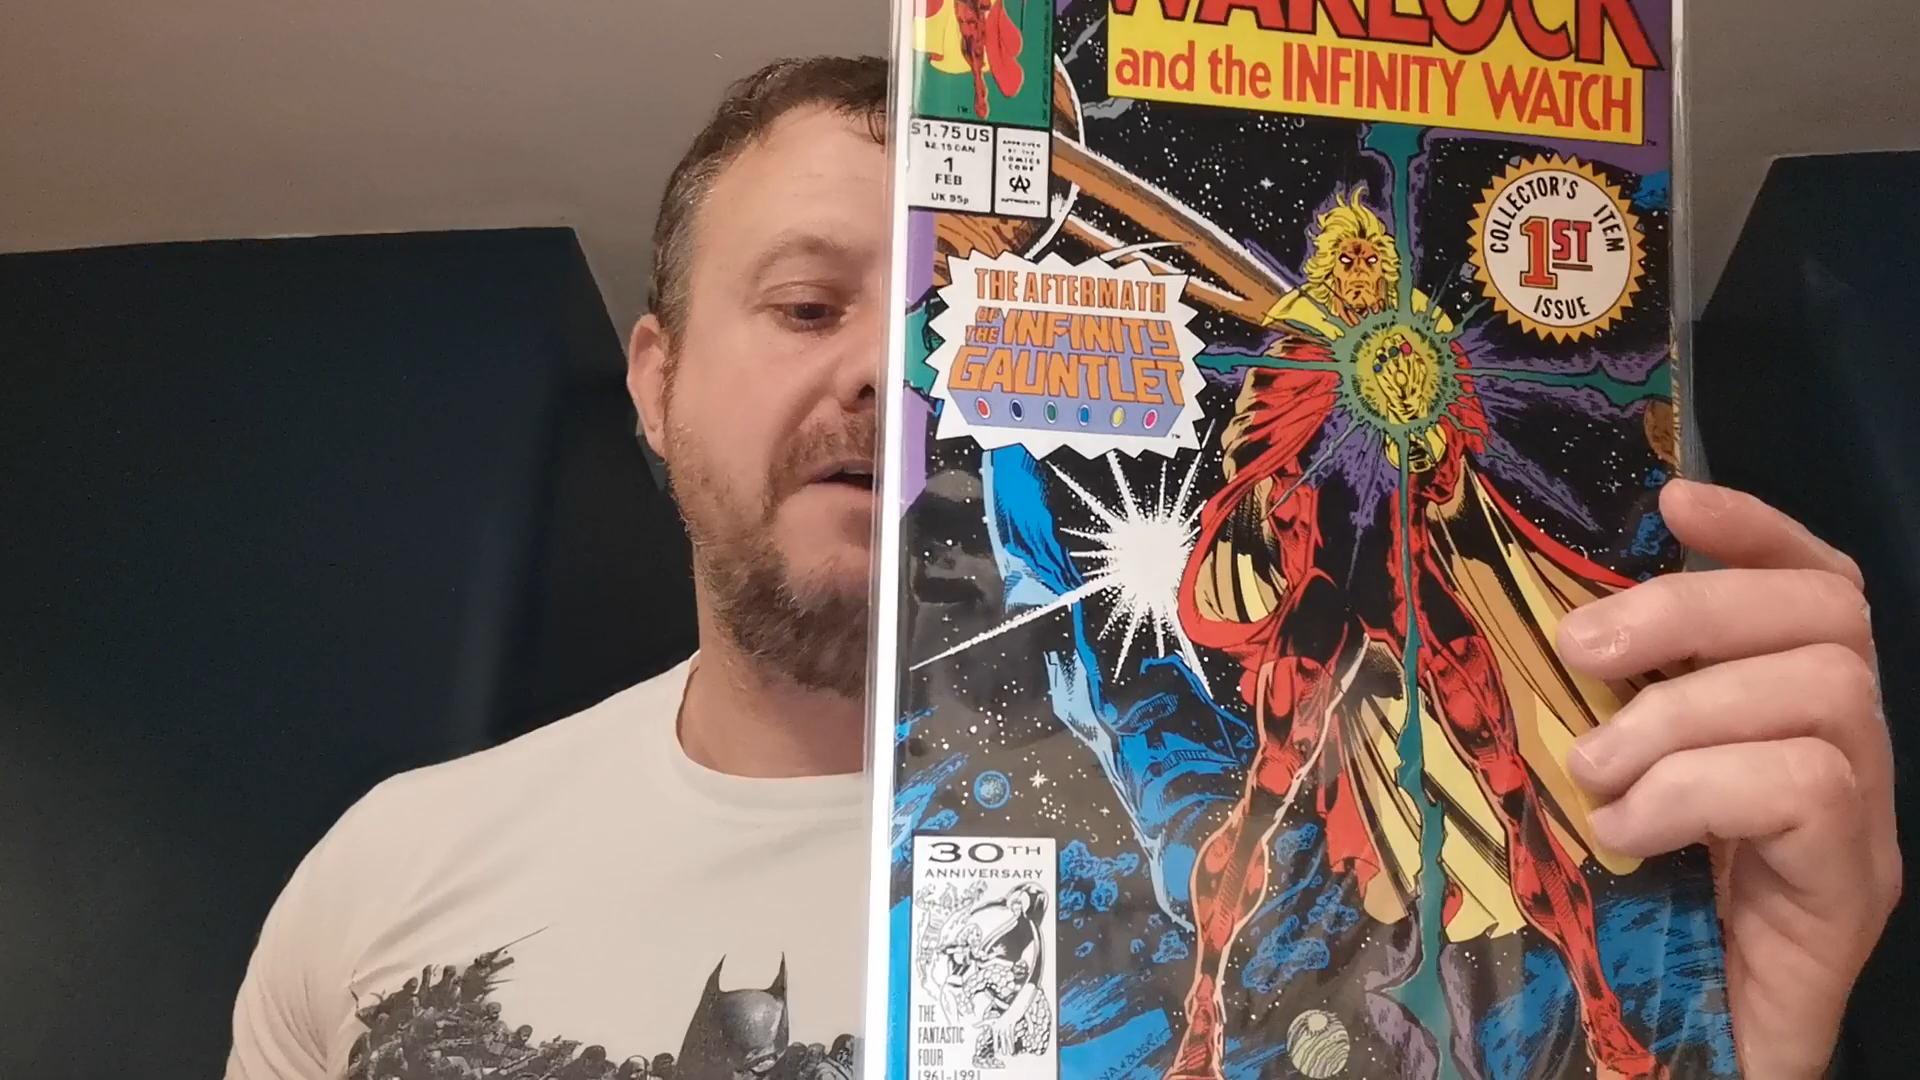 WARLOCK
and the INFINITY WATCH
$1.75 US
$2.15 CAN
1
FEB
UK 95p
APPROVED
BY THE
COMICS
CODE
CA
AUTHORITY
COLLECTOR'S ITEM
1ST
ISSUE
THE AFTERMATH
OF
THE INFINITY
GAUNTLET
TM
30TH
ANNIVERSARY
THE
FANTASTIC
FOUR
1961-1991